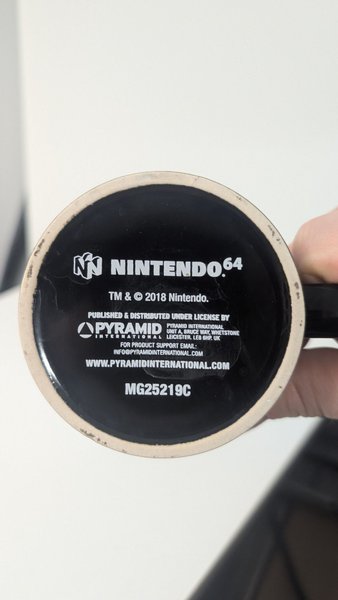 NINTENDO64
TM & © 2018 Nintendo.
PUBLISHED & DISTRIBUTED UNDER LICENSE BY
PYRAMID
INTERNATIONAL
PYRAMID INTERNATIONAL
UNIT A, BRUCE WAY, WHETSTONE
LEICESTER, LE8 6HP, UK
FOR PRODUCT SUPPORT EMAIL:
INFO@PYRAMIDINTERNATIONAL.COM
WWW.PYRAMIDINTERNATIONAL.COM
MG25219C